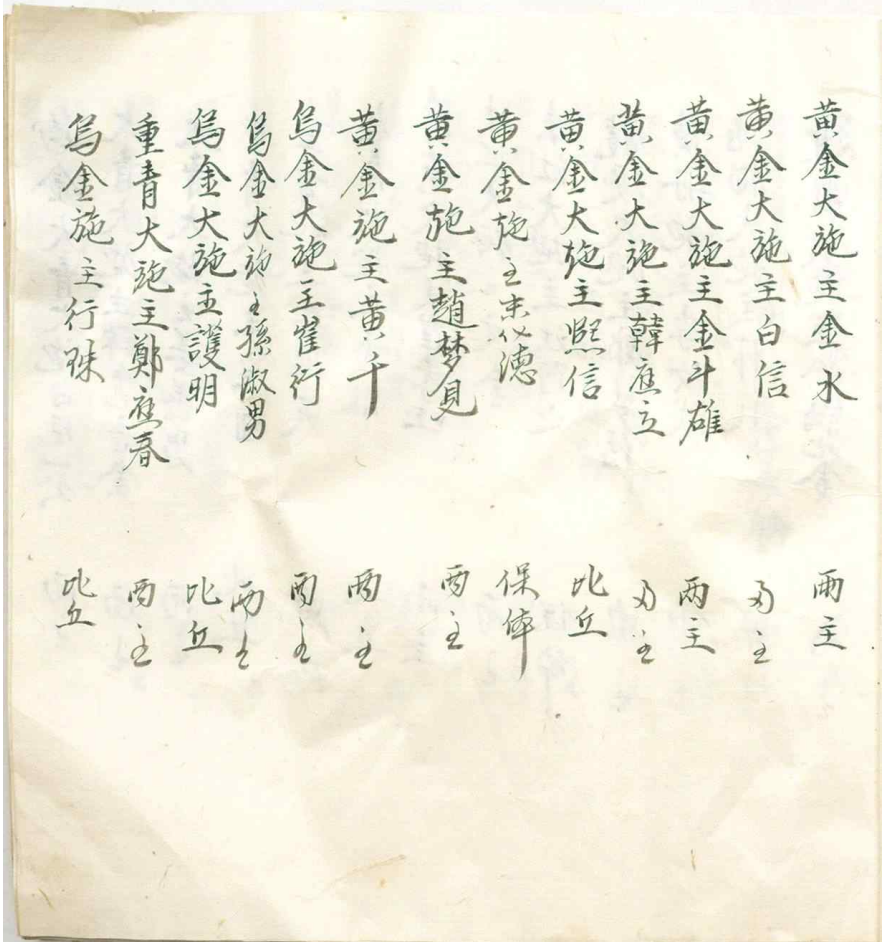 黃金大施主金水 兩主
黃金大施主白信 兩主
黃金大施主金斗雄 兩主
黃金大施主韓應立 兩主
黃金大施主熙信 比丘
黃金施主宋代德 保体
黃金施主趙梦見 兩主
黃金施主黃千 兩主
烏金大施主崔行 兩主
烏金大施主孫淑男 兩主
烏金大施主護明 比丘
重青大施主鄭應春 兩主
烏金施主行珠 比丘